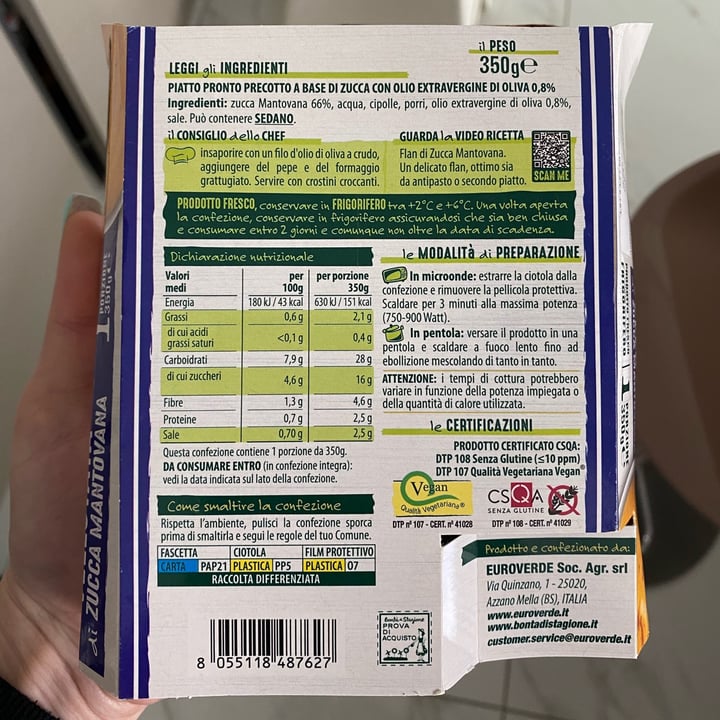 il PESO
350g e
LEGGI gli INGREDIENTI
PIATTO PRONTO PRECOTTO A BASE DI ZUCCA CON OLIO EXTRAVERGINE DI OLIVA 0,8%
Ingredienti: zucca Mantovana 66%, acqua, cipolle, porri, olio extravergine di oliva 0,8%,
sale. Può contenere SEDANO.
il CONSIGLIO dello CHEF
insaporire con un filo d'olio di oliva a crudo,
aggiungere del pepe e del formaggio
grattugiato. Servire con crostini croccanti.
GUARDA la VIDEO RICETTA
Flan di Zucca Mantovana.
Un delicato flan, ottimo sia
da antipasto o secondo piatto.
SCAN ME
PRODOTTO FRESCO, conservare in FRIGORIFERO tra +2°C e +6°C. Una volta aperta
la confezione, conservare in frigorifero assicurandosi che sia ben chiusa
e consumare entro 2 giorni e comunque non oltre la data di scadenza.
Dichiarazione nutrizionale
Valori medi per 100g per porzione 350g
Energia 180 kJ / 43 kcal 630 kJ / 151 kcal
Grassi 0,6 g 2,1 g
di cui acidi grassi saturi <0,1 g 0,4 g
Carboidrati 7,9 g 28 g
di cui zuccheri 4,6 g 16 g
Fibre 1,3 g 4,6 g
Proteine 0,7 g 2,5 g
Sale 0,70 g 2,5 g
Questa confezione contiene 1 porzione da 350g.
DA CONSUMARE ENTRO (in confezione integra):
vedi la data indicata sul lato della confezione.
Come smaltire la confezione
Rispetta l'ambiente, pulisci la confezione sporca
prima di smaltirla e segui le regole del tuo Comune.
FASCETTA CIOTOLA FILM PROTETTIVO
CARTA PAP21 PLASTICA PP5 PLASTICA 07
RACCOLTA DIFFERENZIATA
le MODALITÀ di PREPARAZIONE
In microonde: estrarre la ciotola dalla
confezione e rimuovere la pellicola protettiva.
Scaldare per 3 minuti alla massima potenza
(750-900 Watt).
In pentola: versare il prodotto in una
pentola e scaldare a fuoco lento fino ad
ebollizione mescolando di tanto in tanto.
ATTENZIONE: i tempi di cottura potrebbero
variare in funzione della potenza impiegata o
della quantità di calore utilizzata.
le CERTIFICAZIONI
PRODOTTO CERTIFICATO CSQA:
DTP 108 Senza Glutine (≤10 ppm)
DTP 107 Qualità Vegetariana Vegan®
Vegan
Qualità Vegetariana®
DTP n° 107 - CERT. n° 41028
CSQA
SENZA GLUTINE
DTP n° 108 - CERT. n° 41029
Prodotto e confezionato da:
EUROVERDE Soc. Agr. srl
Via Quinzano, 1 - 25020,
Azzano Mella (BS), ITALIA
www.euroverde.it
www.bontadistagione.it
customer.service@euroverde.it
8 055118 487627
Bontà di Stagione
PROVA
DI
ACQUISTO
XOXO
1 PORZIONE
350g e
di ZUCCA MANTOVANA